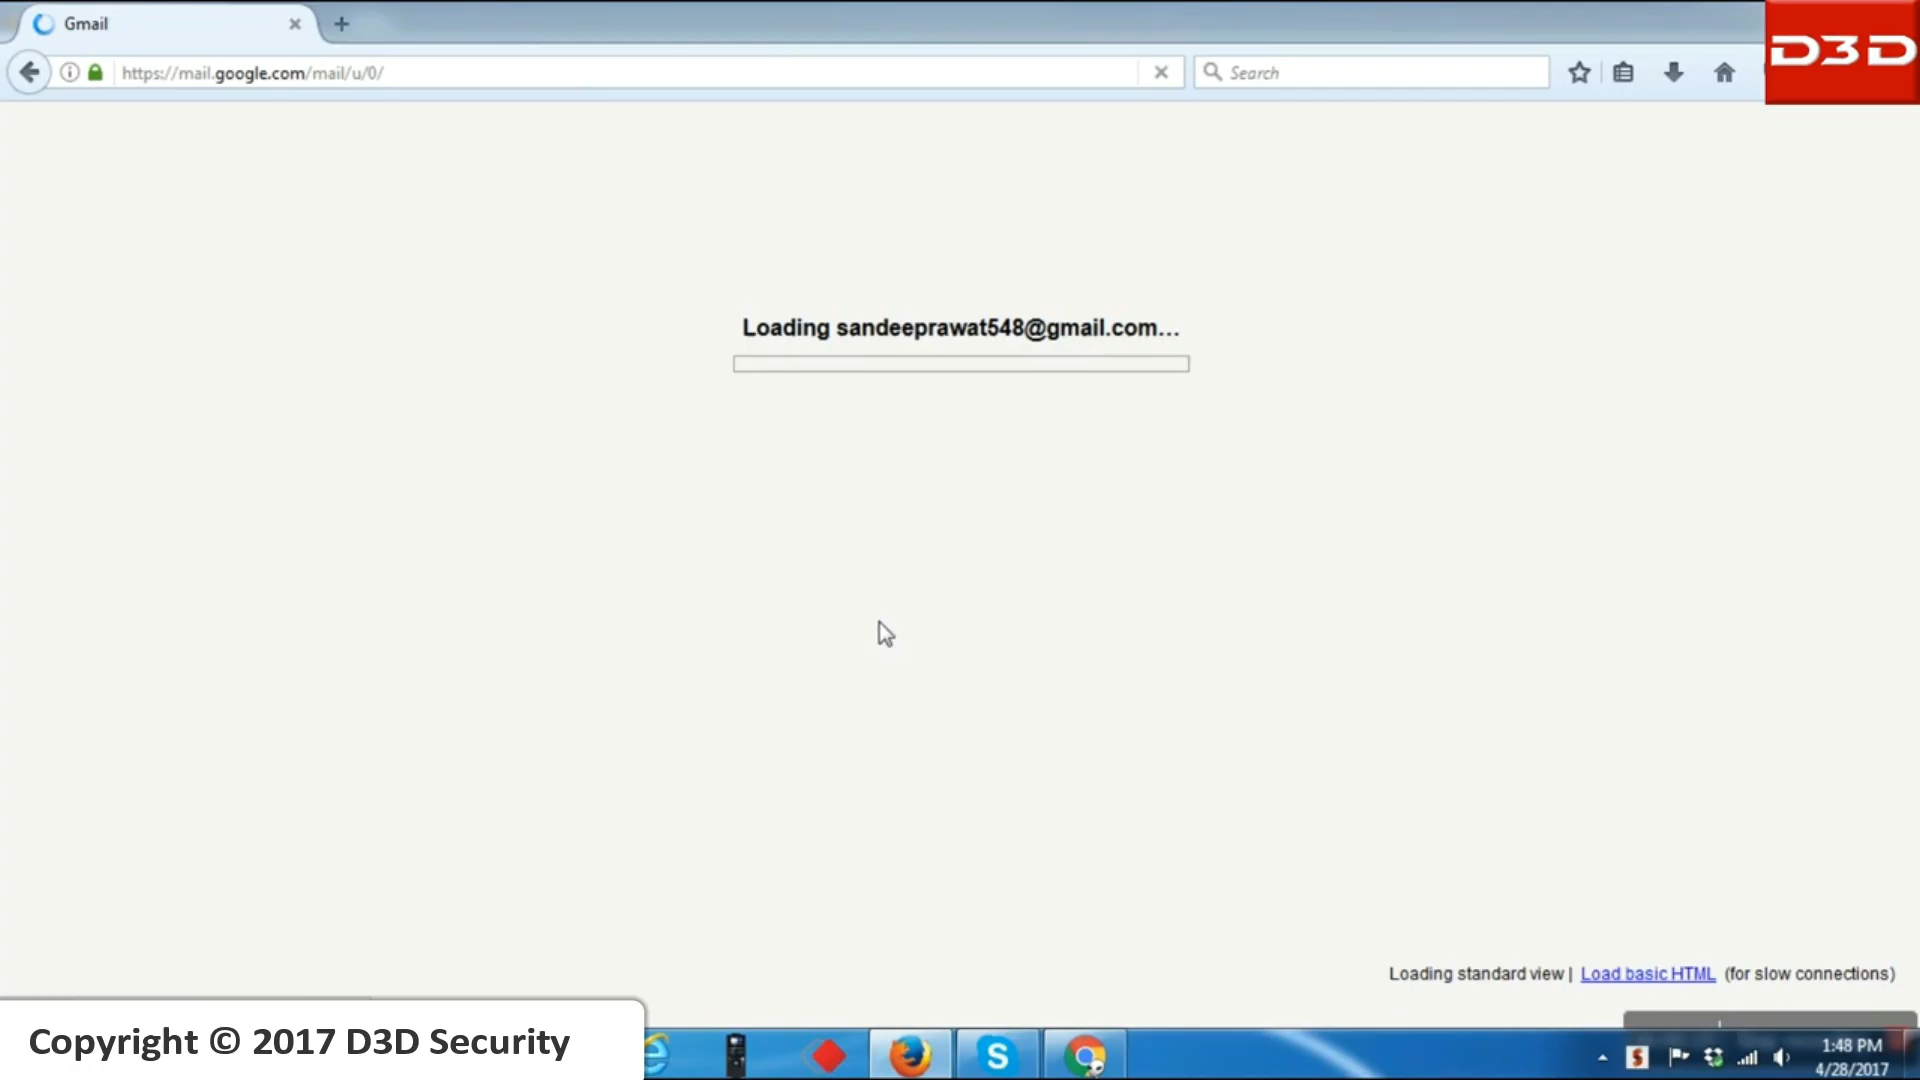 Gmail
D3D
https://mail.google.com/mail/u/0/
Search
Loading sandeeprawat548@gmail.com...
Loading standard view | Load basic HTML (for slow connections)
Copyright © 2017 D3D Security
S
$
1:48 PM
4/28/2017